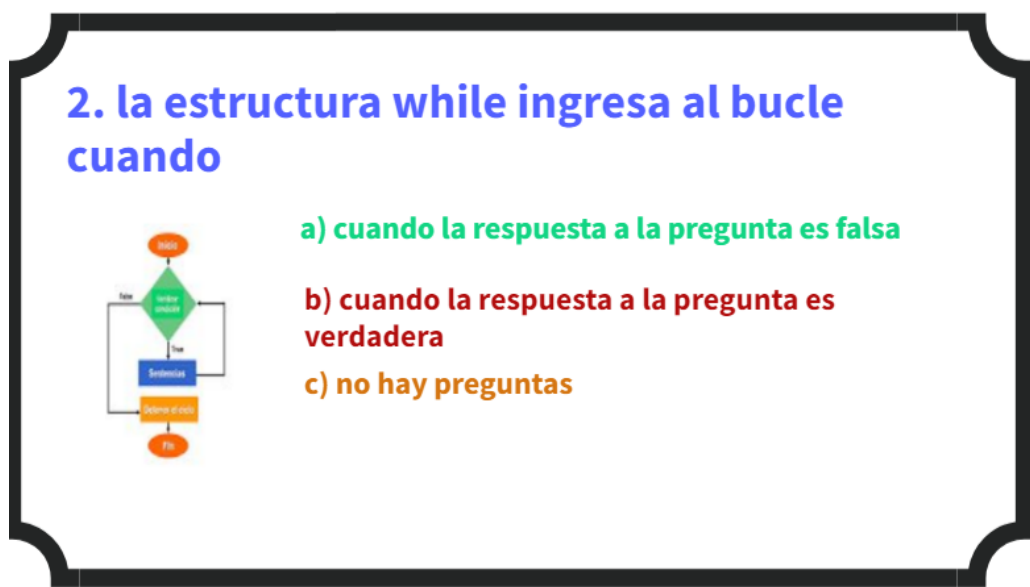 2. la estructura while ingresa al bucle
cuando
a) cuando la respuesta a la pregunta es falsa
b) cuando la respuesta a la pregunta es
verdadera
c) no hay preguntas
Inicio
False
True
Sentencias
Fin